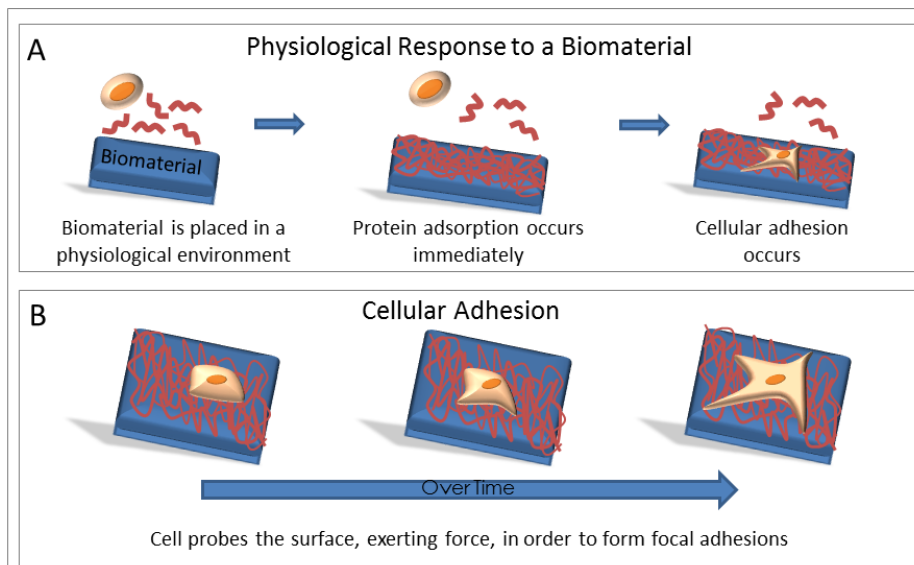 A
Physiological Response to a Biomaterial
Biomaterial
Biomaterial is placed in a
physiological environment
Protein adsorption occurs
immediately
Cellular adhesion
occurs
B
Cellular Adhesion
Over Time
Cell probes the surface, exerting force, in order to form focal adhesions